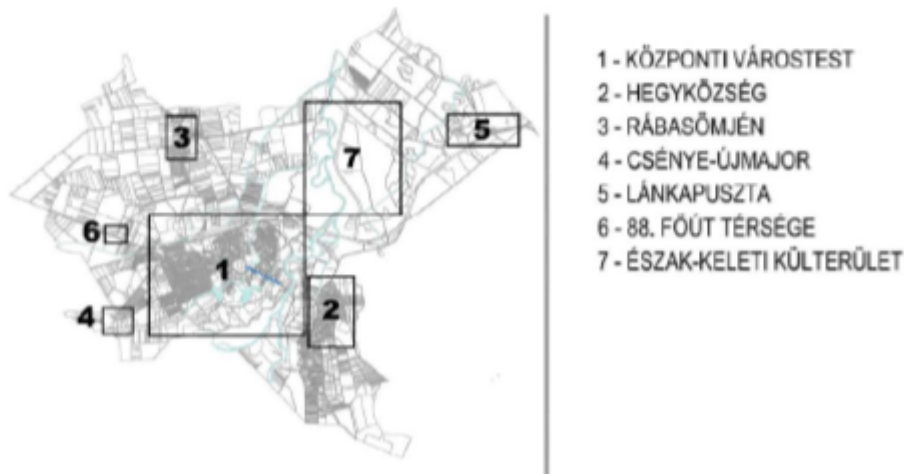 3
5
7
6
1
4
2
1 - KÖZPONTI VÁROSTEST
2 - HEGYKÖZSÉG
3 - RÁBASÖMJÉN
4 - CSÉNYE-ÚJMAJOR
5 - LÁNKAPUSZTA
6 - 88. FŐÚT TÉRSÉGE
7 - ÉSZAK-KELETI KÜLTERÜLET